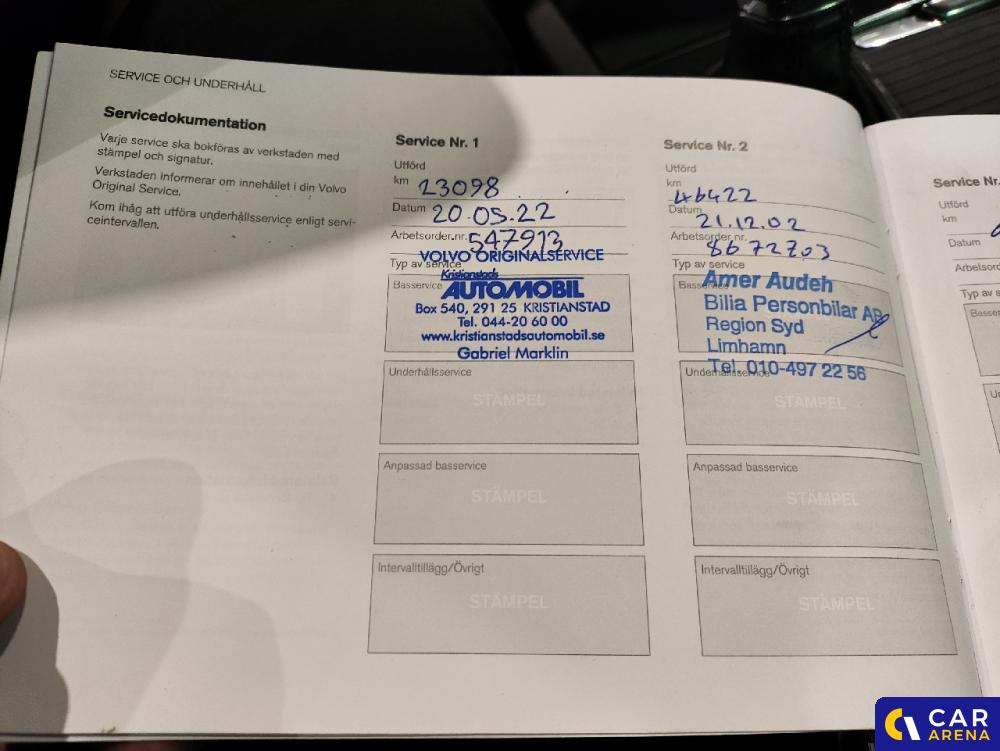 SERVICE OCH UNDERHÅLL
Servicedokumentation
Varje service ska bokföras av verkstaden med
stämpel och signatur.
Verkstaden informerar om innehållet i din Volvo
Original Service.
Kom ihåg att utföra underhållsservice enligt servi-
ceintervallen.
Service Nr. 1
Utförd
km 23098
Datum 20.05.22
Arbetsorder.nr. 547913
Typ av service
VOLVO ORIGINALSERVICE
Basservice
Kristianstads
AUTOMOBIL
Box 540, 291 25 KRISTIANSTAD
Tel. 044-20 60 00
www.kristianstadsautomobil.se
Gabriel Marklin
Underhållsservice
STÄMPEL
Anpassad basservice
STÄMPEL
Intervalltillägg/Övrigt
STÄMPEL
Service Nr. 2
Utförd
km 46422
Datum 21.12.02
Arbetsorder.nr. 8672703
Typ av service
Basservice
Amer Audeh
Bilia Personbilar AB
Region Syd
Limhamn
Tel. 010-497 22 56
Underhållsservice
STÄMPEL
Anpassad basservice
STÄMPEL
Intervalltillägg/Övrigt
STÄMPEL
Service Nr.
Utförd
km
Datum
Typ av
CAR
ARENA